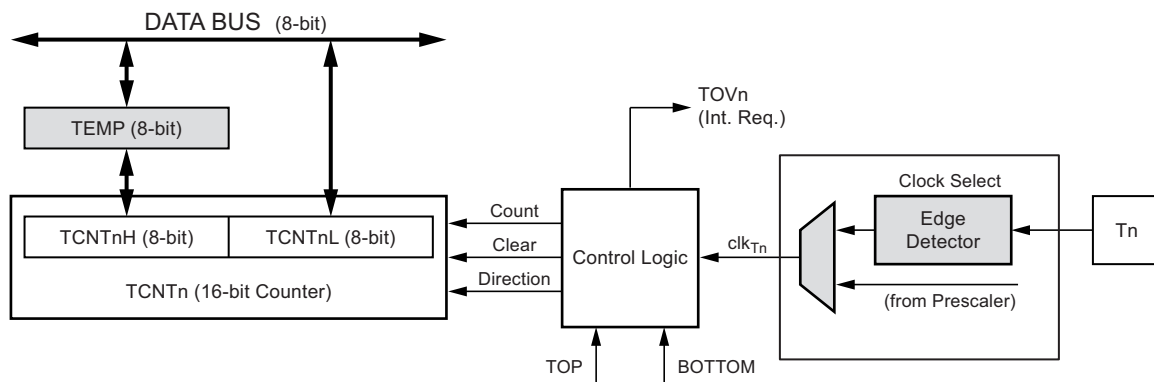 DATA BUS (8-bit)
TEMP (8-bit)
TCNTnH (8-bit)
TCNTnL (8-bit)
TCNTn (16-bit Counter)
Count
Clear
Direction
TOVn
(Int. Req.)
Control Logic
TOP
BOTTOM
clkTn
Clock Select
Edge
Detector
(from Prescaler)
Tn